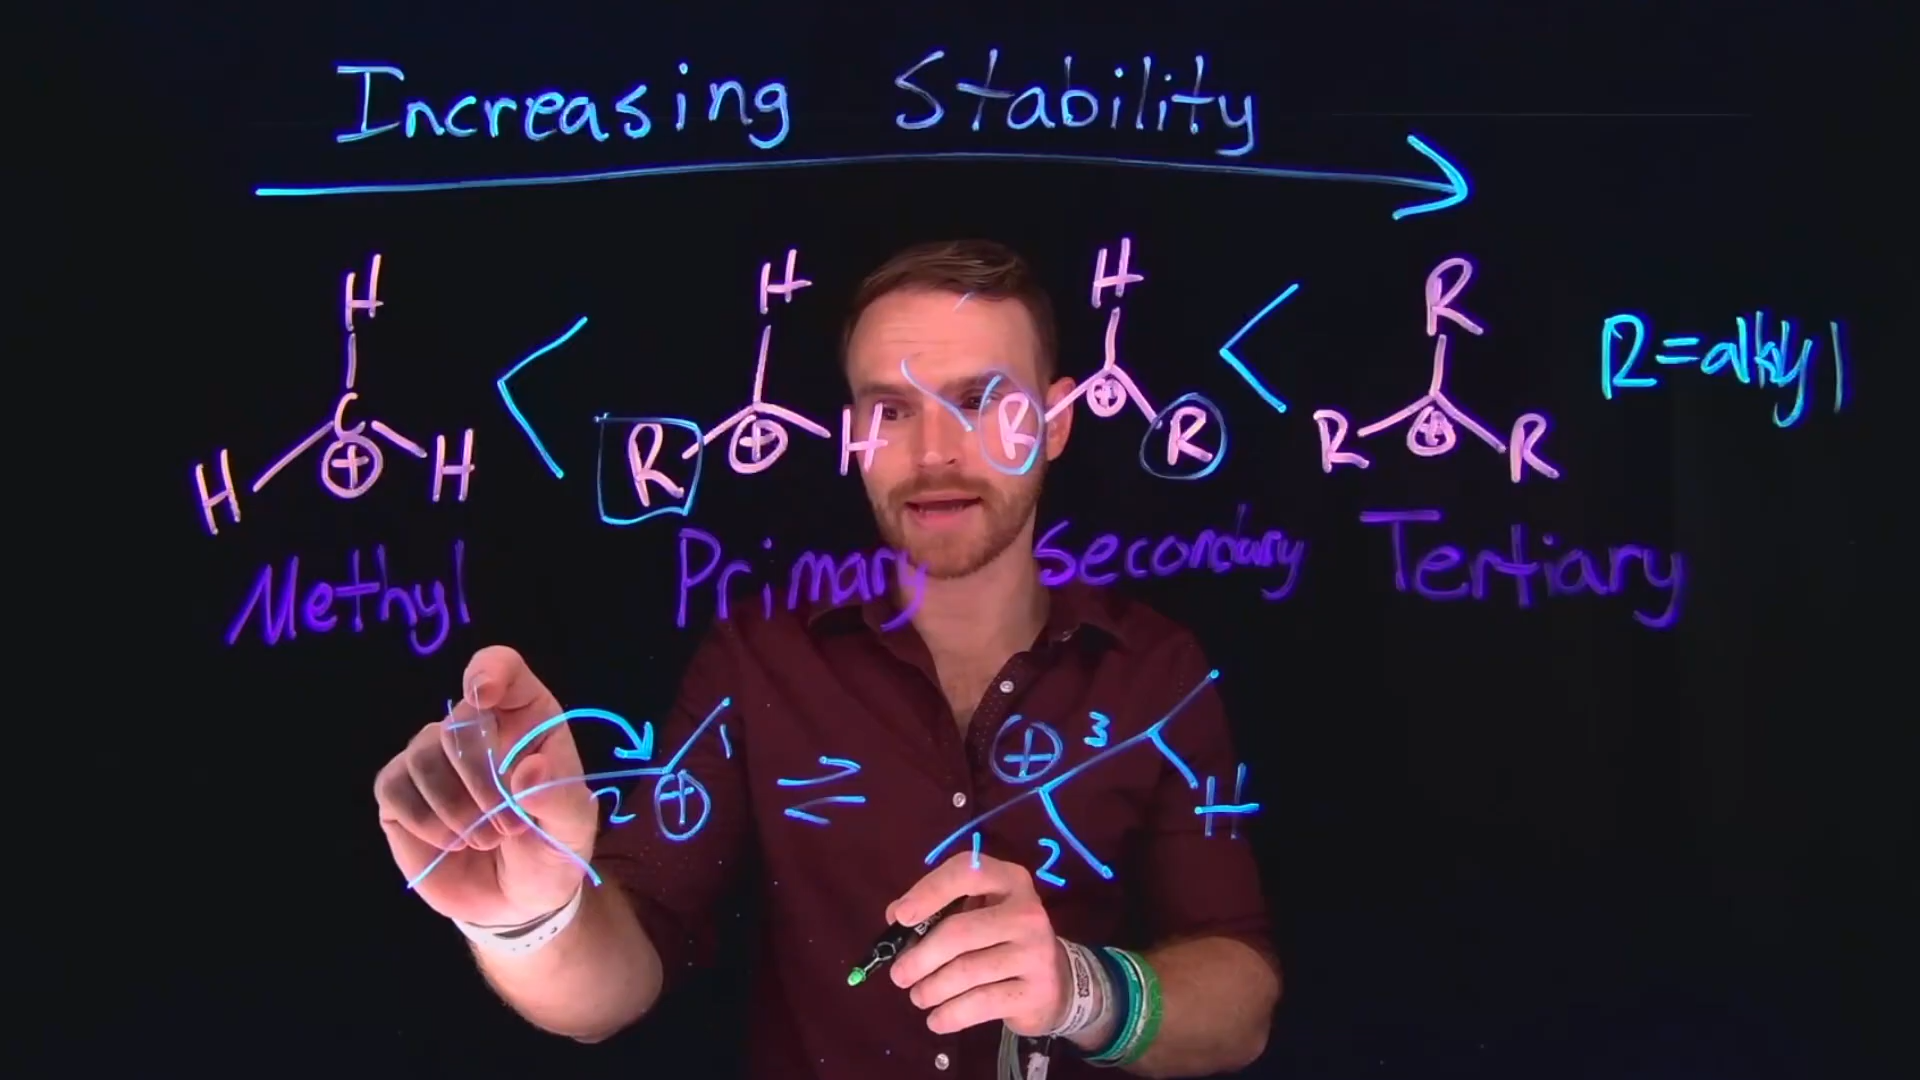 Increasing Stability
H < H H < R R=alkyl
C
H ⊕ H R ⊕ H < R ⊕ R R ⊕ R
Methyl Primary Secondary Tertiary
H 1 ⇌ ⊕ 3
2 ⊕ H
1 2